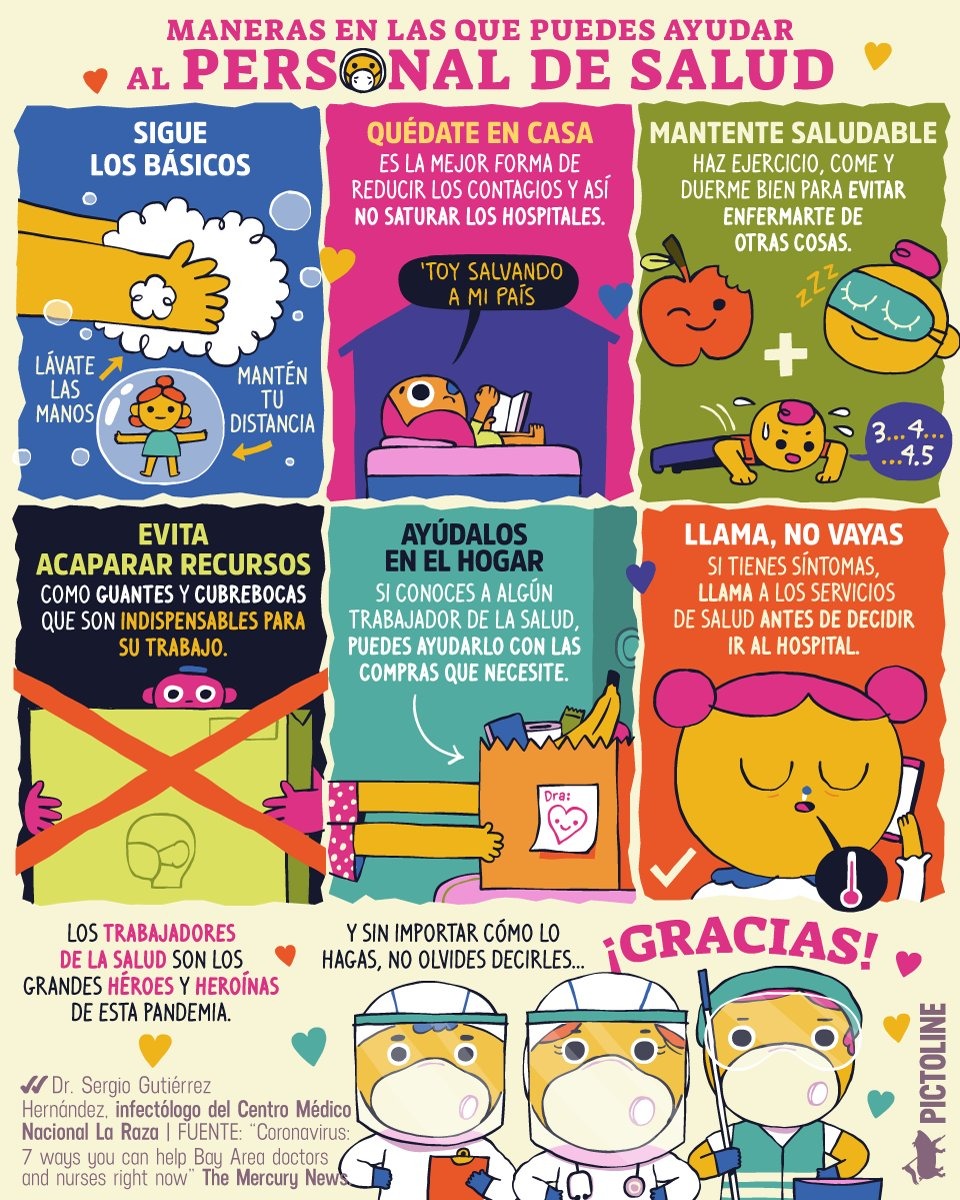 MANERAS EN LAS QUE PUEDES AYUDAR
AL PERSONAL DE SALUD
SIGUE
LOS BÁSICOS
LÁVATE
LAS
MANOS
MANTÉN
TU
DISTANCIA
QUÉDATE EN CASA
ES LA MEJOR FORMA DE
REDUCIR LOS CONTAGIOS Y ASÍ
NO SATURAR LOS HOSPITALES.
'TOY SALVANDO
A MI PAÍS
MANTENTE SALUDABLE
HAZ EJERCICIO, COME Y
DUERME BIEN PARA EVITAR
ENFERMARTE DE
OTRAS COSAS.
ZZZ
+
3...4...
...4.5
EVITA
ACAPARAR RECURSOS
COMO GUANTES Y CUBREBOCAS
QUE SON INDISPENSABLES PARA
SU TRABAJO.
AYÚDALOS
EN EL HOGAR
SI CONOCES A ALGÚN
TRABAJADOR DE LA SALUD,
PUEDES AYUDARLO CON LAS
COMPRAS QUE NECESITE.
Dra:
LLAMA, NO VAYAS
SI TIENES SÍNTOMAS,
LLAMA A LOS SERVICIOS
DE SALUD ANTES DE DECIDIR
IR AL HOSPITAL.
LOS TRABAJADORES
DE LA SALUD SON LOS
GRANDES HÉROES Y HEROÍNAS
DE ESTA PANDEMIA.
Y SIN IMPORTAR CÓMO LO
HAGAS, NO OLVIDES DECIRLES...
¡GRACIAS!
Dr. Sergio Gutiérrez
Hernández, infectólogo del Centro Médico
Nacional La Raza | FUENTE: "Coronavirus:
7 ways you can help Bay Area doctors
and nurses right now" The Mercury News.
PICTOLINE